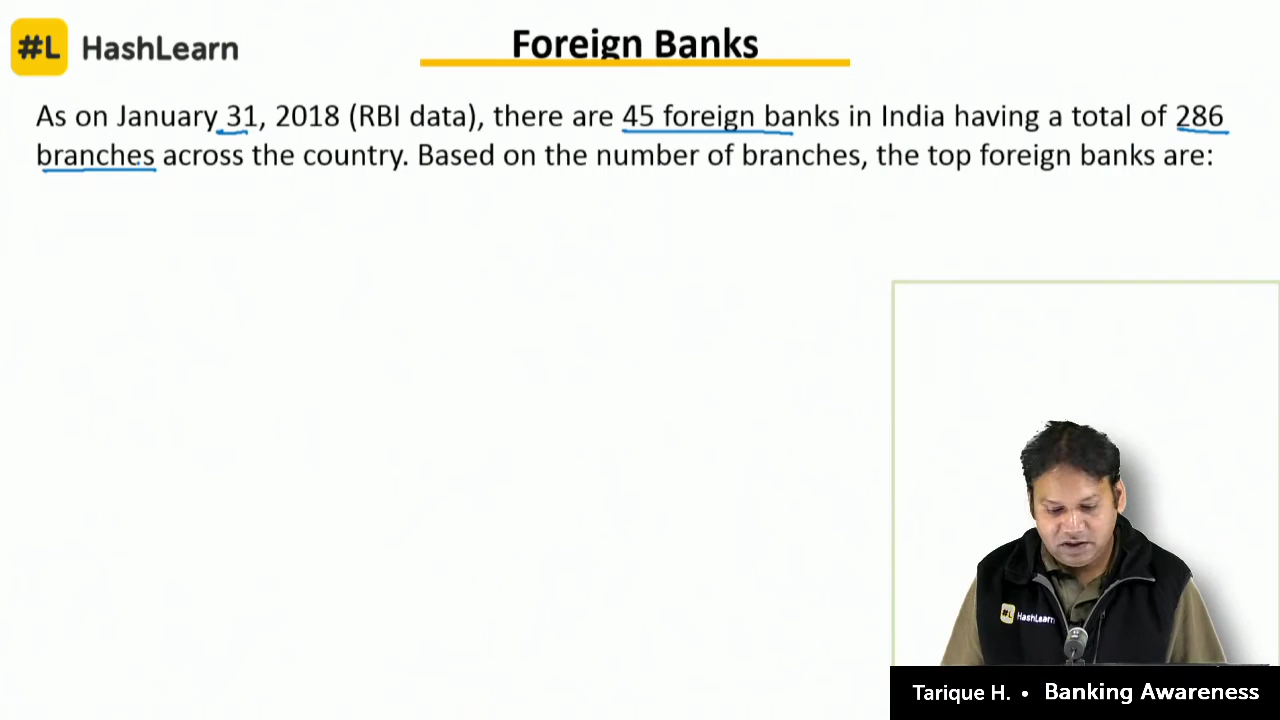 #L HashLearn
Foreign Banks
As on January 31, 2018 (RBI data), there are 45 foreign banks in India having a total of 286
branches across the country. Based on the number of branches, the top foreign banks are:
#L HashLearn
Tarique H. • Banking Awareness